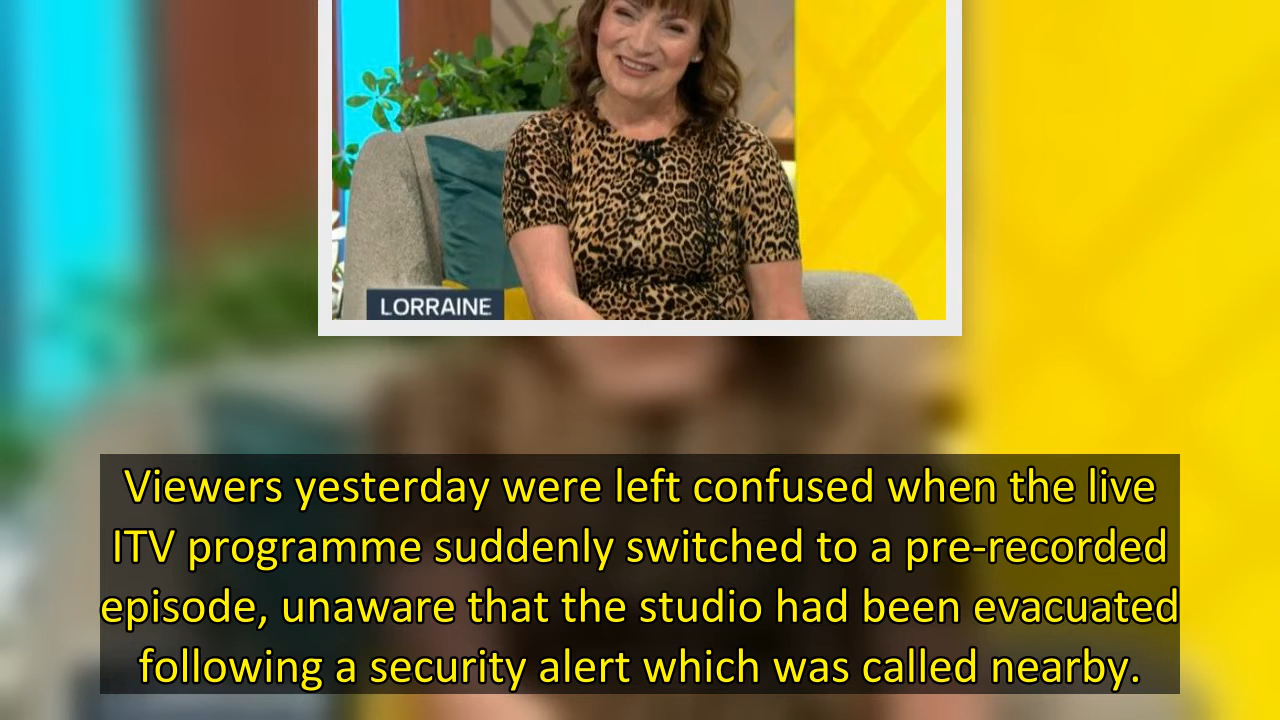 LORRAINE
Viewers yesterday were left confused when the live
ITV programme suddenly switched to a pre-recorded
episode, unaware that the studio had been evacuated
following a security alert which was called nearby.